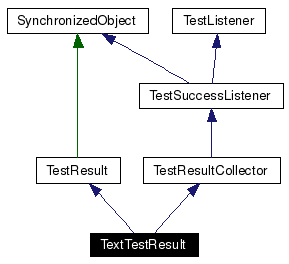 SynchronizedObject
TestListener
TestSuccessListener
TestResult
TestResultCollector
TextTestResult